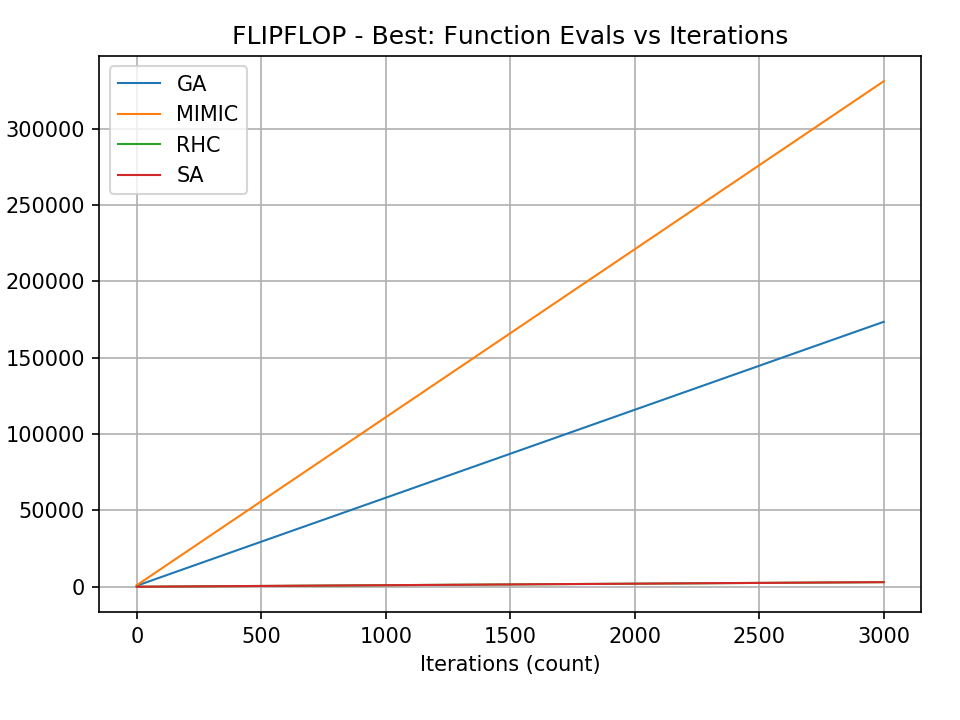 FLIPFLOP - Best: Function Evals vs Iterations
GA
MIMIC
RHC
SA
300000
250000
200000
150000
100000
50000
0
0 500 1000 1500 2000 2500 3000
Iterations (count)